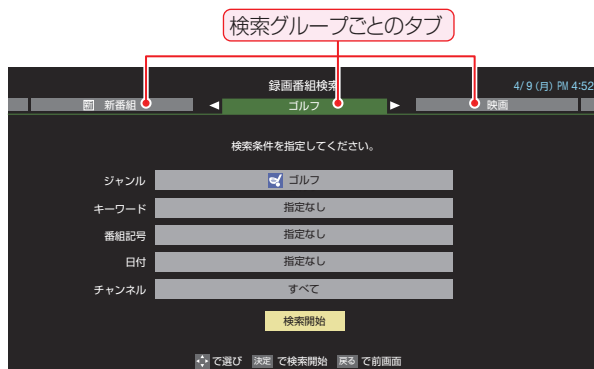 検索グループごとのタブ
録画番組検索
4/ 9 (月) PM 4:52
新 新番組
ゴルフ
映画
検索条件を指定してください。
ジャンル ゴルフ
キーワード 指定なし
番組記号 指定なし
日付 指定なし
チャンネル すべて
検索開始
で選び 決定 で検索開始 戻る で前画面